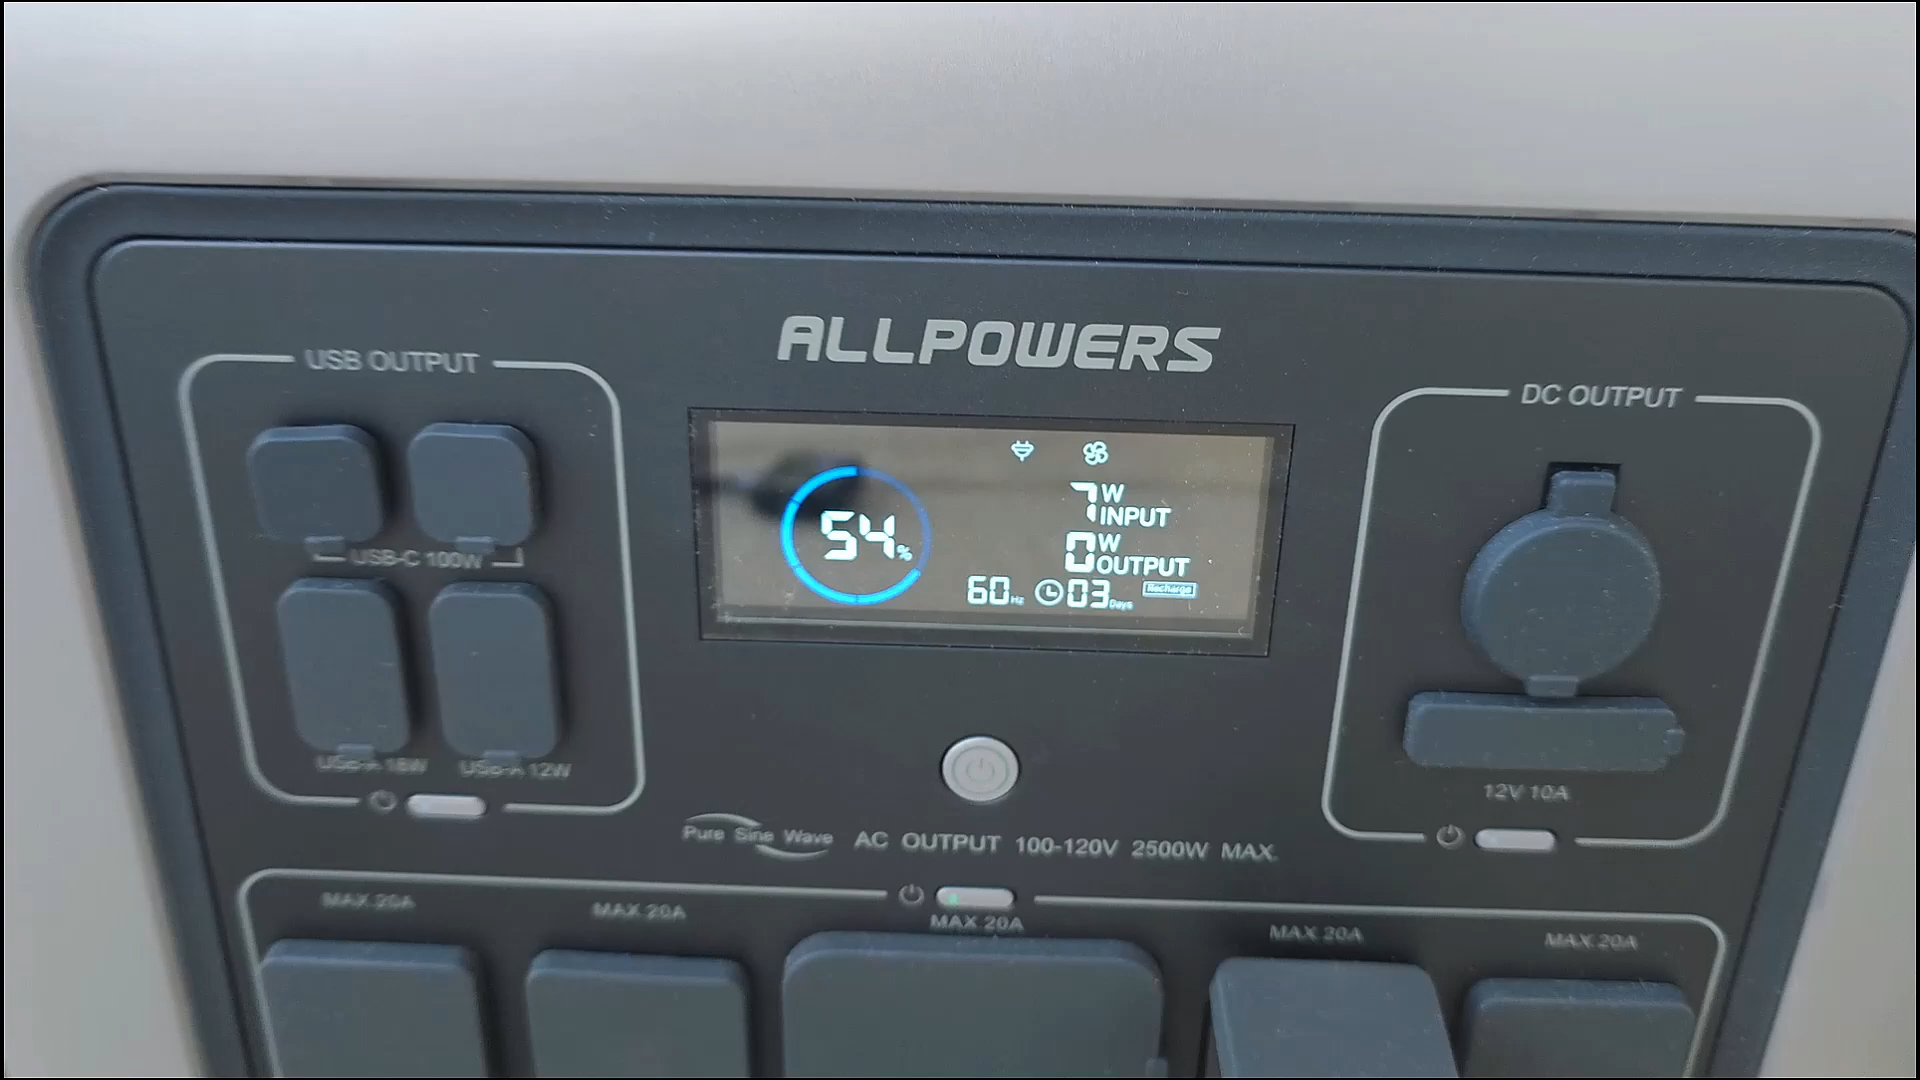 ALLPOWERS
USB OUTPUT
USB-C 100W
USB-A 18W USB-A 12W
54%
7W
INPUT
0W
OUTPUT
60Hz 03Days Recharge
DC OUTPUT
12V 10A
Pure Sine Wave AC OUTPUT 100-120V 2500W MAX.
MAX.20A MAX.20A MAX.20A MAX.20A MAX.20A